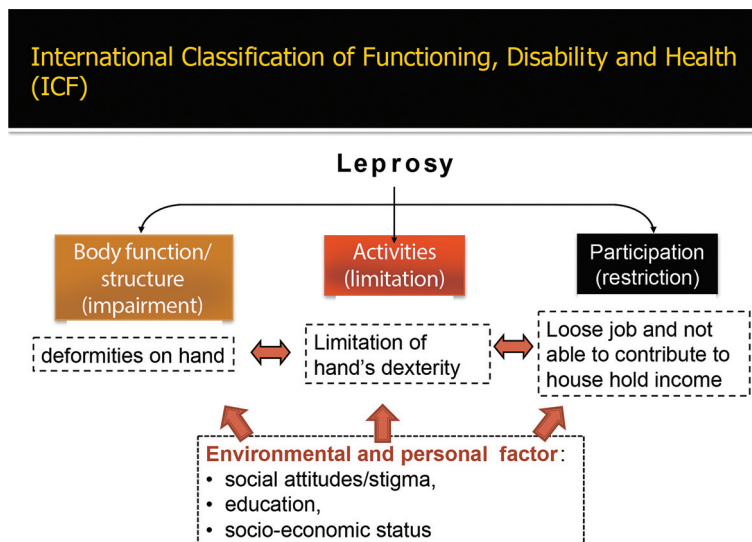 International Classification of Functioning, Disability and Health
(ICF)
Leprosy
Body function/
structure
(impairment)
Activities
(limitation)
Participation
(restriction)
deformities on hand
Limitation of
hand's dexterity
Loose job and not
able to contribute to
house hold income
Environmental and personal factor:
• social attitudes/stigma,
• education,
• socio-economic status